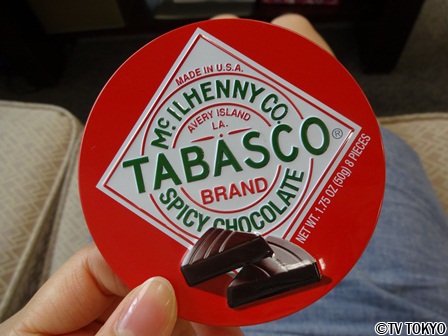 MADE IN U.S.A.
McILHENNY CO.
AVERY ISLAND
LA.
TABASCO®
BRAND
SPICY CHOCOLATE
NET WT. 1.75 OZ (50g) 8 PIECES
©TV TOKYO